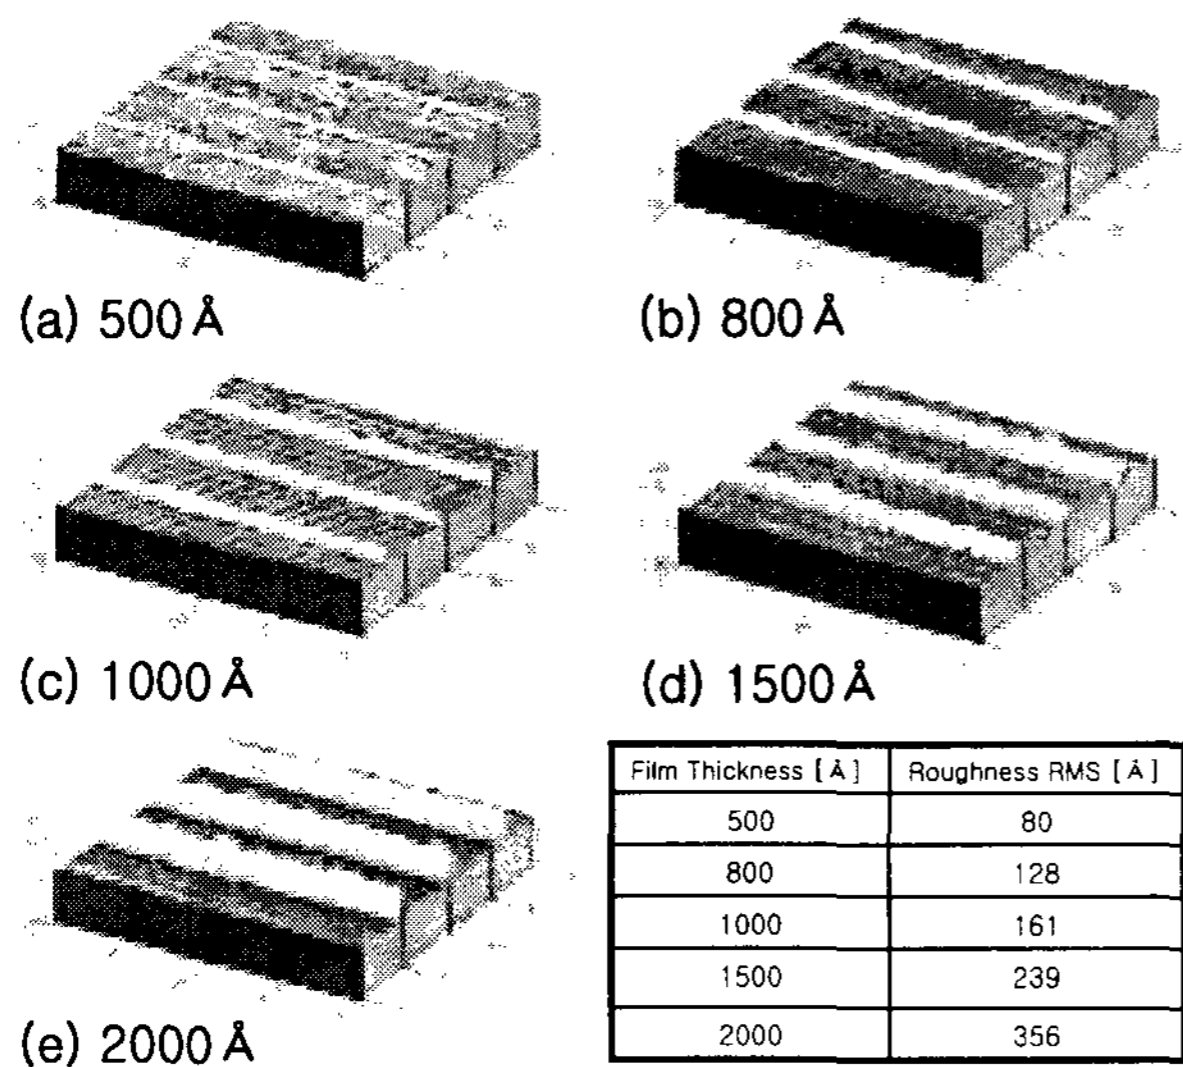 (a) 500 Å
(b) 800 Å
(c) 1000 Å
(d) 1500 Å
(e) 2000 Å
Film Thickness [Å] Roughness RMS [Å]
500 80
800 128
1000 161
1500 239
2000 356